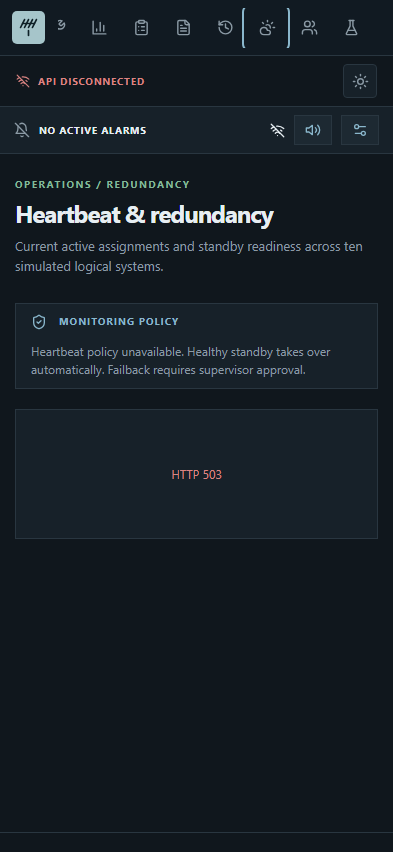 API DISCONNECTED
NO ACTIVE ALARMS
OPERATIONS / REDUNDANCY
Heartbeat & redundancy
Current active assignments and standby readiness across ten
simulated logical systems.
MONITORING POLICY
Heartbeat policy unavailable. Healthy standby takes over
automatically. Failback requires supervisor approval.
HTTP 503